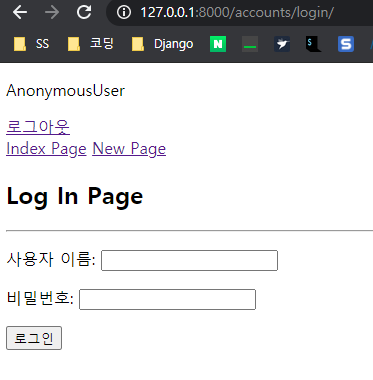 127.0.0.1:8000/accounts/login/
SS 코딩 Django N $_ S
AnonymousUser
로그아웃
Index Page New Page
Log In Page
사용자 이름:
비밀번호:
로그인